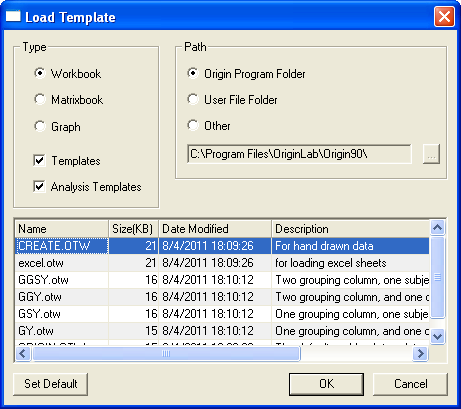 Load Template
Type
Workbook
Matrixbook
Graph
Templates
Analysis Templates
Path
Origin Program Folder
User File Folder
Other
C:\Program Files\OriginLab\Origin90\
...
Name Size(KB) Date Modified Description
CREATE.OTW 21 8/4/2011 18:09:26 For hand drawn data
excel.otw 21 8/4/2011 18:09:26 for loading excel sheets
GGSY.otw 16 8/4/2011 18:10:12 Two grouping column, one subje
GGY.otw 16 8/4/2011 18:10:12 Two grouping column, and one c
GSY.otw 16 8/4/2011 18:10:12 One grouping column, one subje
GY.otw 15 8/4/2011 18:10:12 One grouping column, and one c
Set Default
OK
Cancel